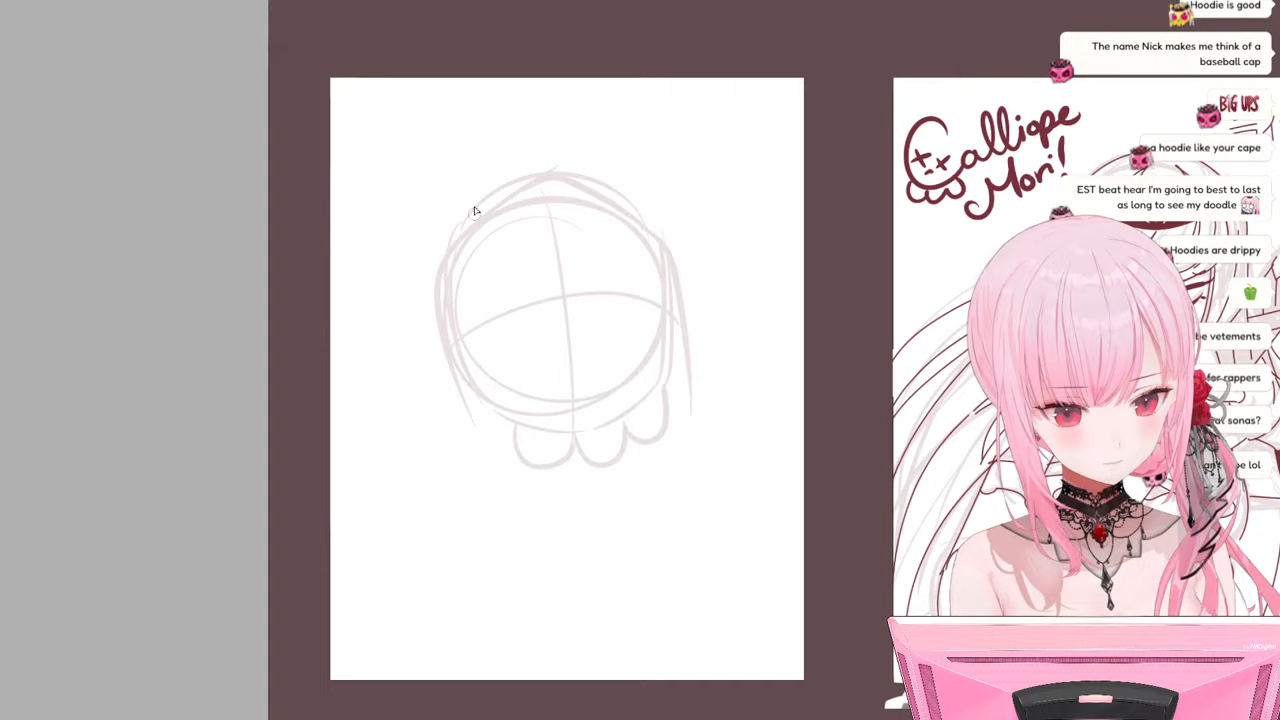 Hoodie is good
The name Nick makes me think of a
baseball cap
BIG UPS
a hoodie like your cape
EST beat hear I'm going to best to last
as long to see my doodle
Hoodies are drippy
vetements
for rappers
sonas?
lol
Calliope
Mori!